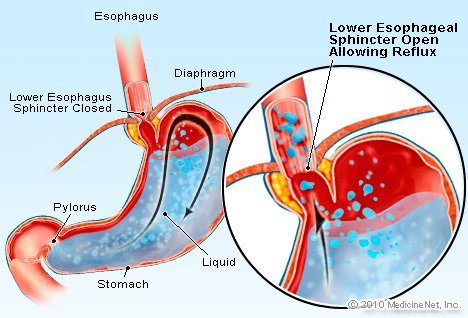 Esophagus
Lower Esophageal
Sphincter Open
Allowing Reflux
Diaphragm
Lower Esophagus
Sphincter Closed
Pylorus
Liquid
Stomach
© 2010 MedicineNet, Inc.